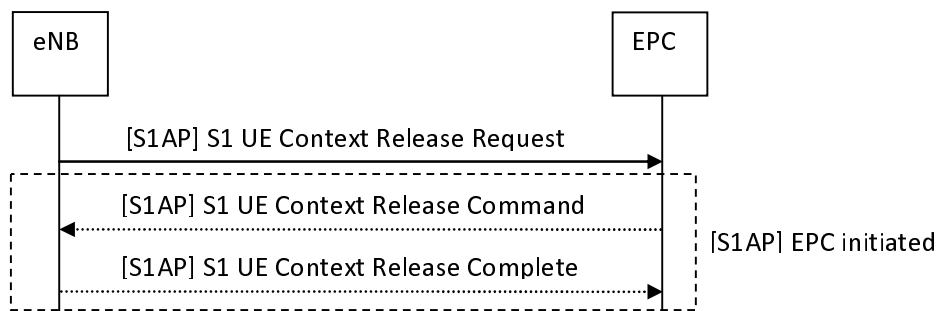 eNB
EPC
[S1AP] S1 UE Context Release Request
[S1AP] S1 UE Context Release Command
[S1AP] EPC initiated
[S1AP] S1 UE Context Release Complete